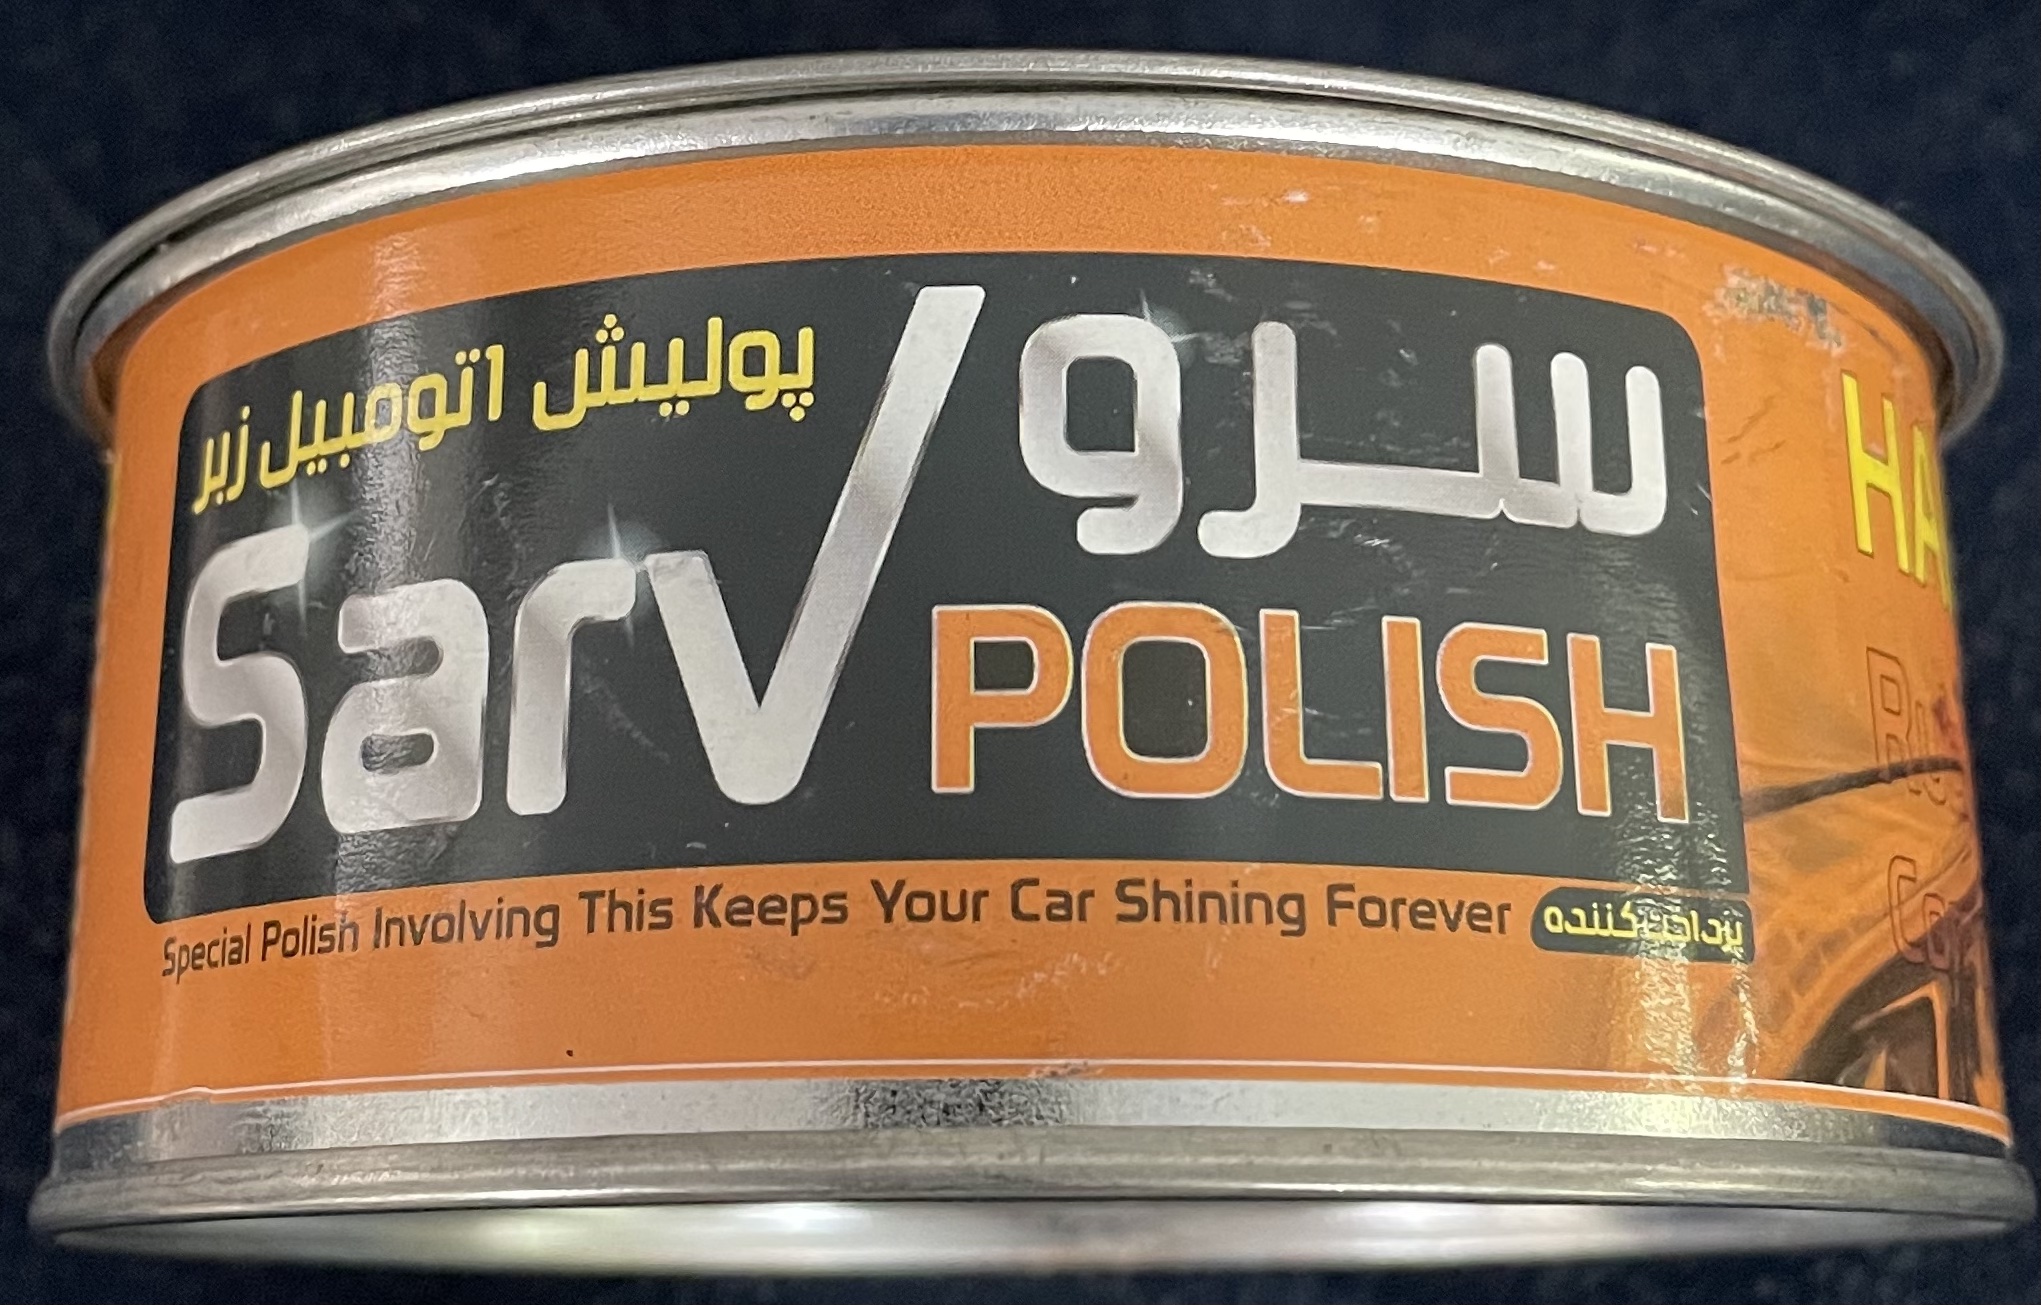 پولیش اتومبیل زبر
سرو
Sarv
POLISH
Special Polish Involving This Keeps Your Car Shining Forever
پرداخت‌کننده